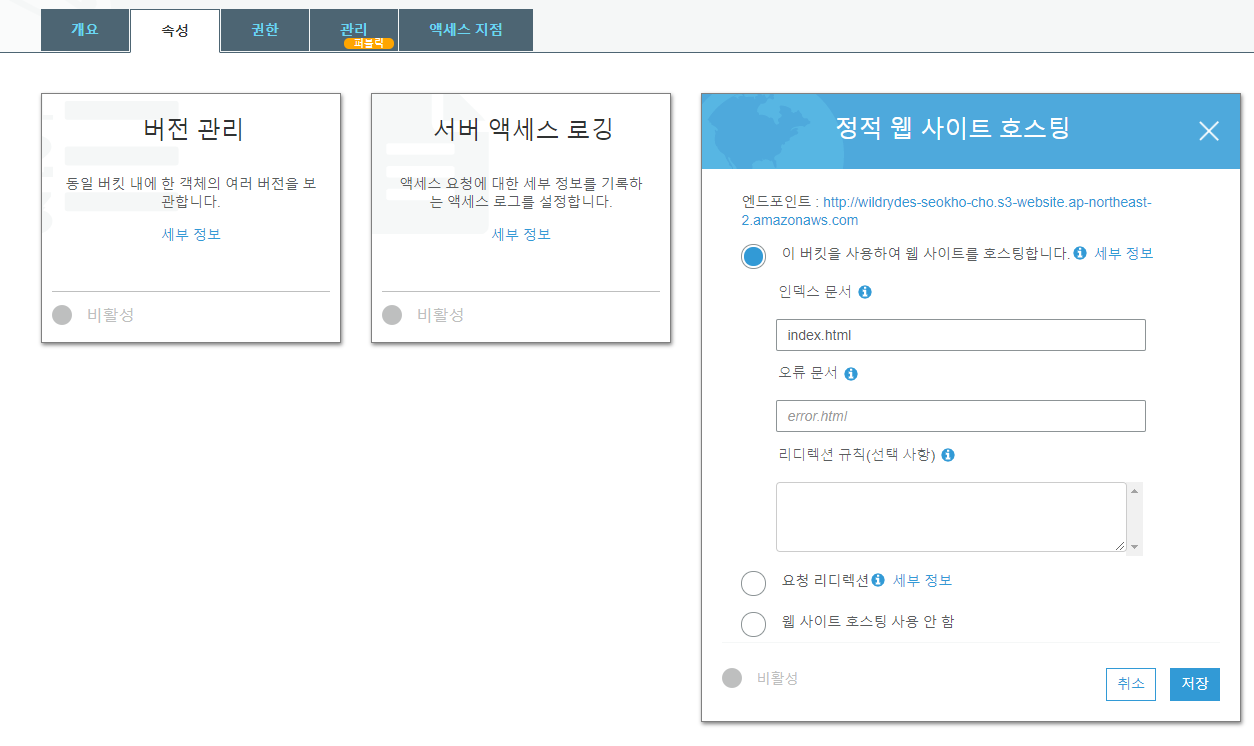 개요
속성
권한
관리
퍼블릭
액세스 지점
버전 관리
동일 버킷 내에 한 객체의 여러 버전을 보
관합니다.
세부 정보
비활성
서버 액세스 로깅
액세스 요청에 대한 세부 정보를 기록하
는 액세스 로그를 설정합니다.
세부 정보
비활성
정적 웹 사이트 호스팅
엔드포인트 : http://wildrydes-seokho-cho.s3-website.ap-northeast-
2.amazonaws.com
이 버킷을 사용하여 웹 사이트를 호스팅합니다. 세부 정보
인덱스 문서
index.html
오류 문서
error.html
리디렉션 규칙(선택 사항)
요청 리디렉션 세부 정보
웹 사이트 호스팅 사용 안 함
비활성
취소
저장